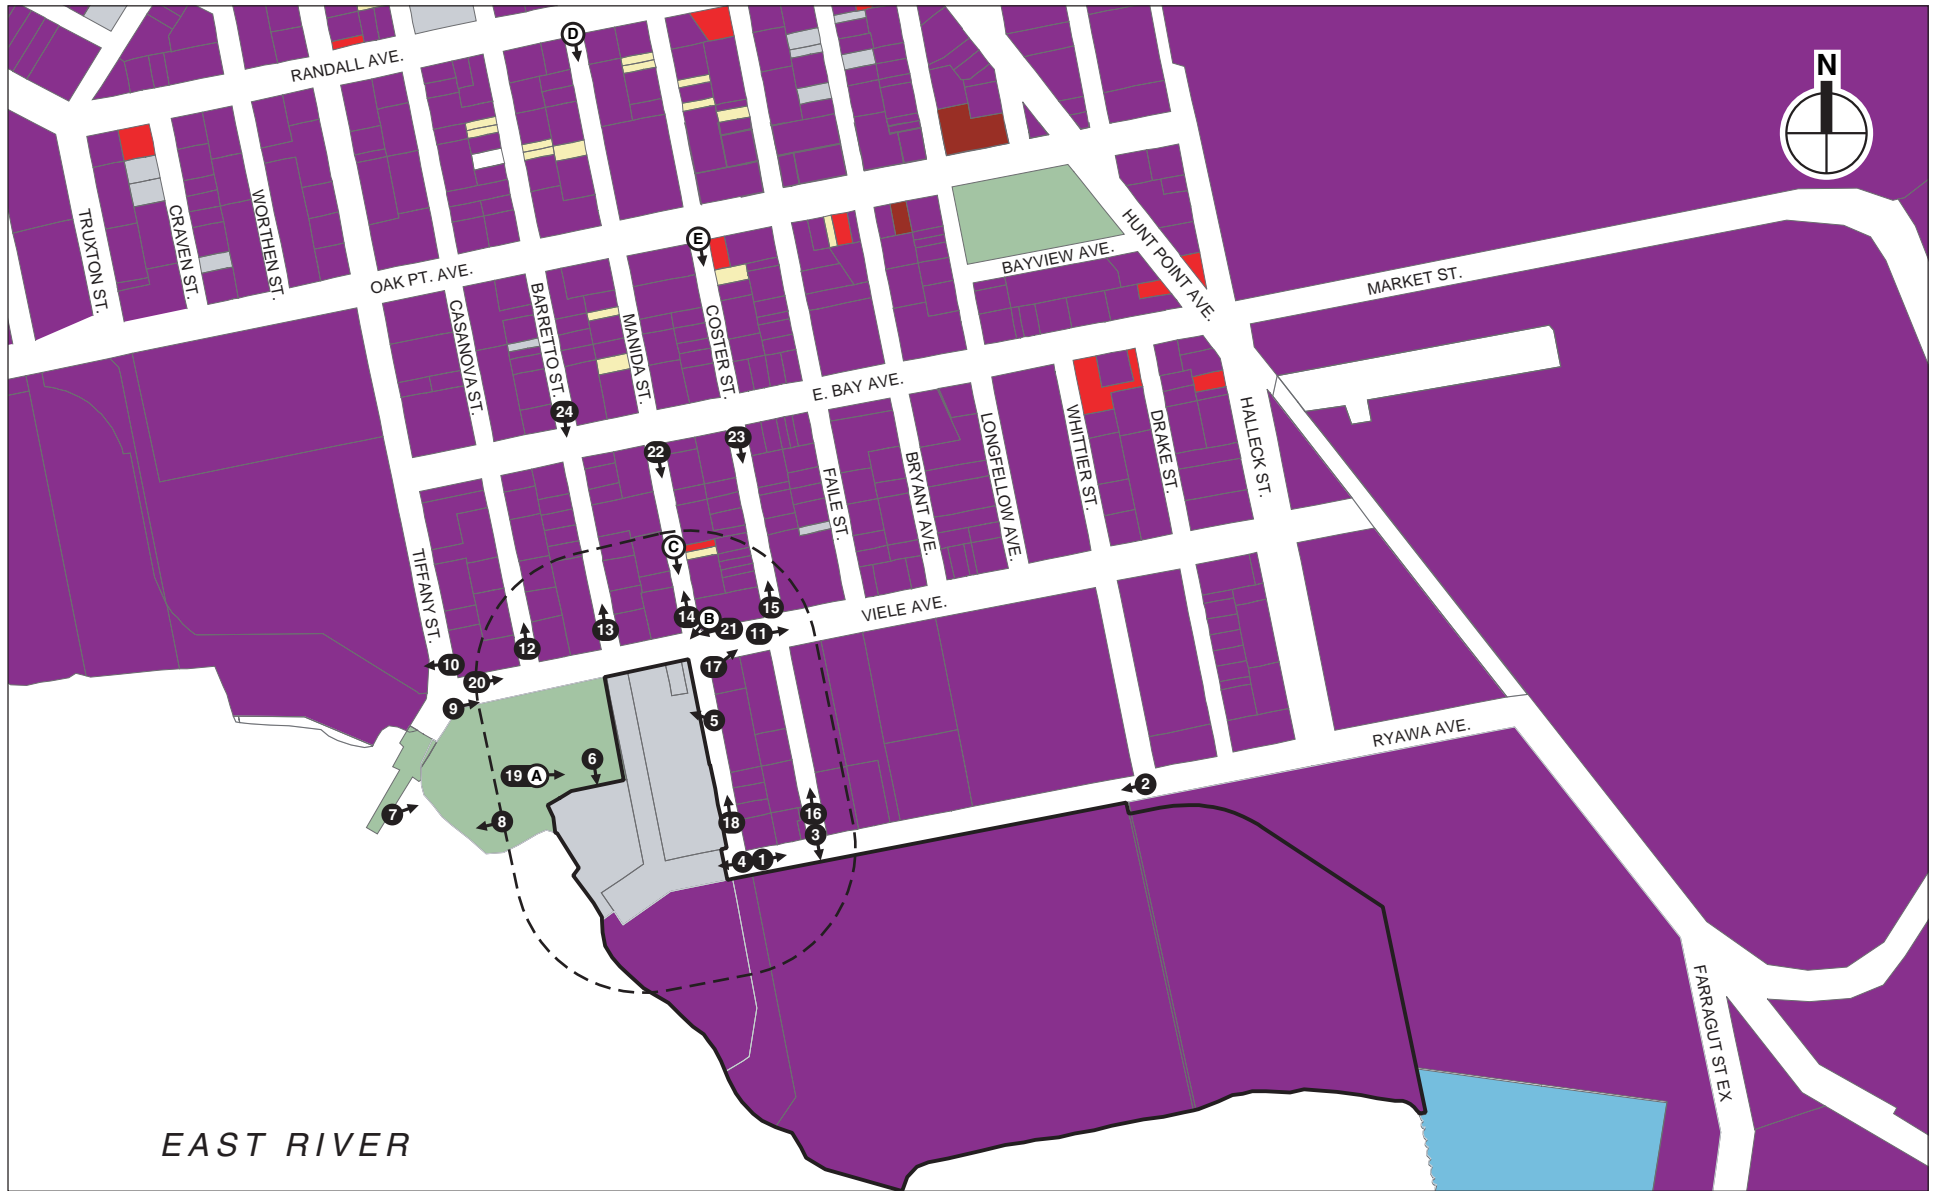 D
N
RANDALL AVE.
TRUXTON ST.
CRAVEN ST.
WORTHEN ST.
E
HUNT POINT AVE.
BAYVIEW AVE.
OAK PT. AVE.
MARKET ST.
CASANOVA ST.
BARRETTO ST.
MANIDA ST.
COSTER ST.
E. BAY AVE.
24
22
23
FAILE ST.
BRYANT AVE.
LONGFELLOW AVE.
WHITTIER ST.
DRAKE ST.
HALLECK ST.
C
TIFFANY ST.
12
13
14
B
21
11
15
VIELE AVE.
10
20
17
9
5
RYAWA AVE.
19
A
6
7
8
18
16
3
2
4
1
FARRAGUT ST EX
EAST RIVER